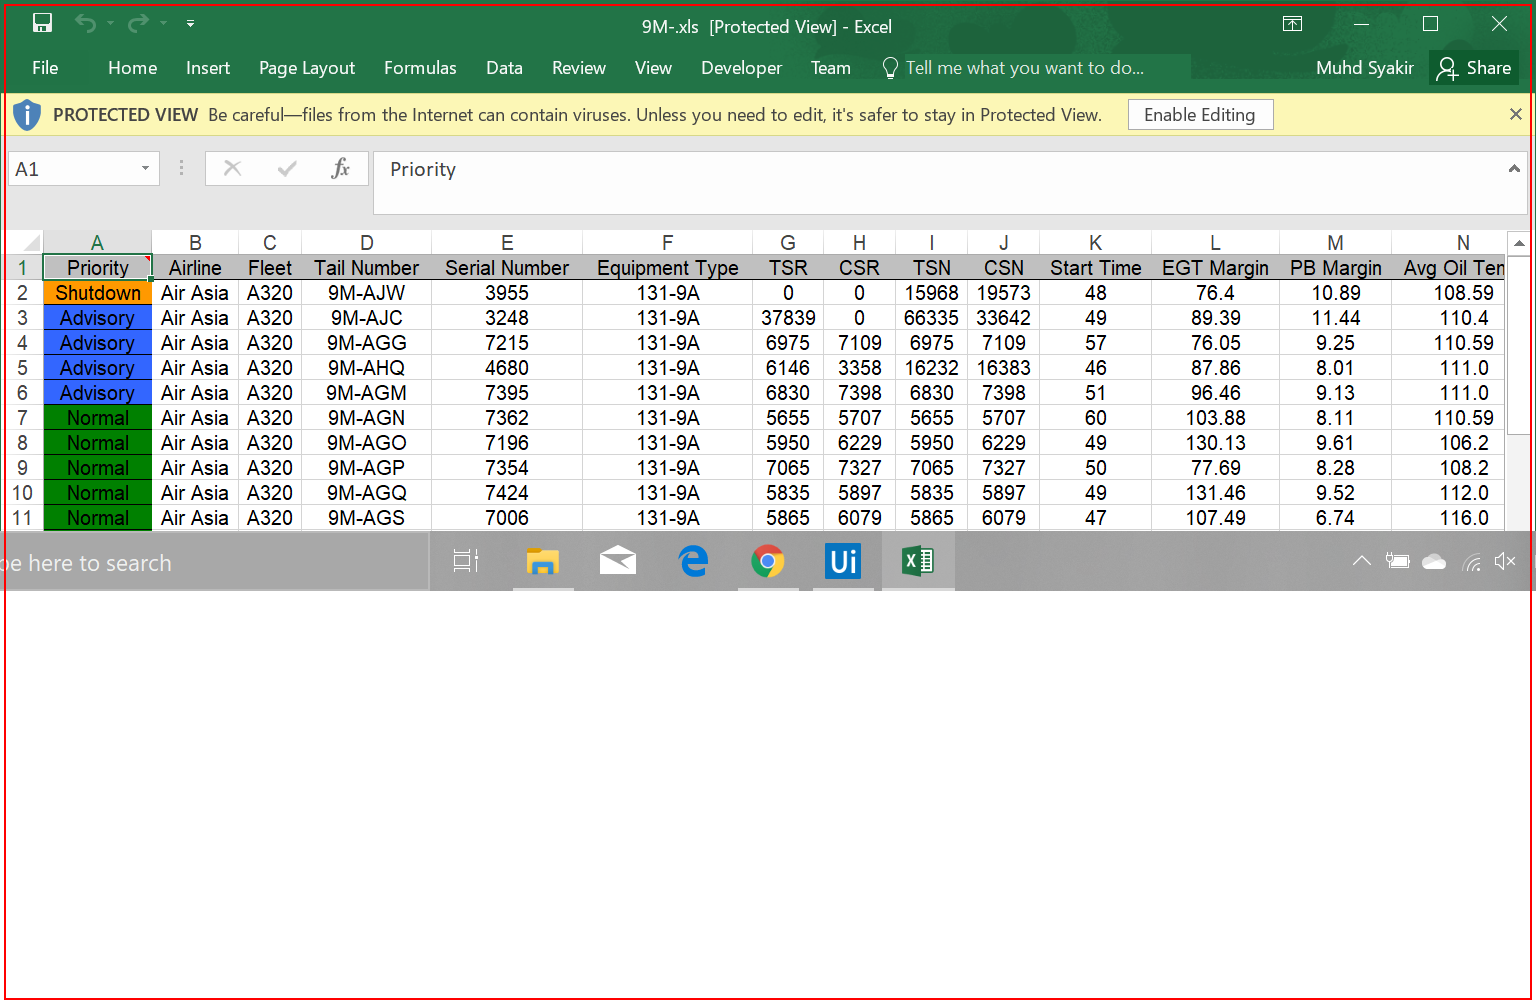 9M-.xls [Protected View] - Excel
File Home Insert Page Layout Formulas Data Review View Developer Team Tell me what you want to do... Muhd Syakir Share
PROTECTED VIEW Be careful—files from the Internet can contain viruses. Unless you need to edit, it's safer to stay in Protected View. Enable Editing
A1 fx Priority
A B C D E F G H I J K L M N
1 Priority Airline Fleet Tail Number Serial Number Equipment Type TSR CSR TSN CSN Start Time EGT Margin PB Margin Avg Oil Ten
2 Shutdown Air Asia A320 9M-AJW 3955 131-9A 0 0 15968 19573 48 76.4 10.89 108.59
3 Advisory Air Asia A320 9M-AJC 3248 131-9A 37839 0 66335 33642 49 89.39 11.44 110.4
4 Advisory Air Asia A320 9M-AGG 7215 131-9A 6975 7109 6975 7109 57 76.05 9.25 110.59
5 Advisory Air Asia A320 9M-AHQ 4680 131-9A 6146 3358 16232 16383 46 87.86 8.01 111.0
6 Advisory Air Asia A320 9M-AGM 7395 131-9A 6830 7398 6830 7398 51 96.46 9.13 111.0
7 Normal Air Asia A320 9M-AGN 7362 131-9A 5655 5707 5655 5707 60 103.88 8.11 110.59
8 Normal Air Asia A320 9M-AGO 7196 131-9A 5950 6229 5950 6229 49 130.13 9.61 106.2
9 Normal Air Asia A320 9M-AGP 7354 131-9A 7065 7327 7065 7327 50 77.69 8.28 108.2
10 Normal Air Asia A320 9M-AGQ 7424 131-9A 5835 5897 5835 5897 49 131.46 9.52 112.0
11 Normal Air Asia A320 9M-AGS 7006 131-9A 5865 6079 5865 6079 47 107.49 6.74 116.0
pe here to search Ui